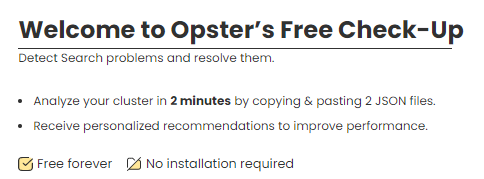 Welcome to Opster’s Free Check-Up
Detect Search problems and resolve them.
• Analyze your cluster in 2 minutes by copying & pasting 2 JSON files.
• Receive personalized recommendations to improve performance.
Free forever No installation required